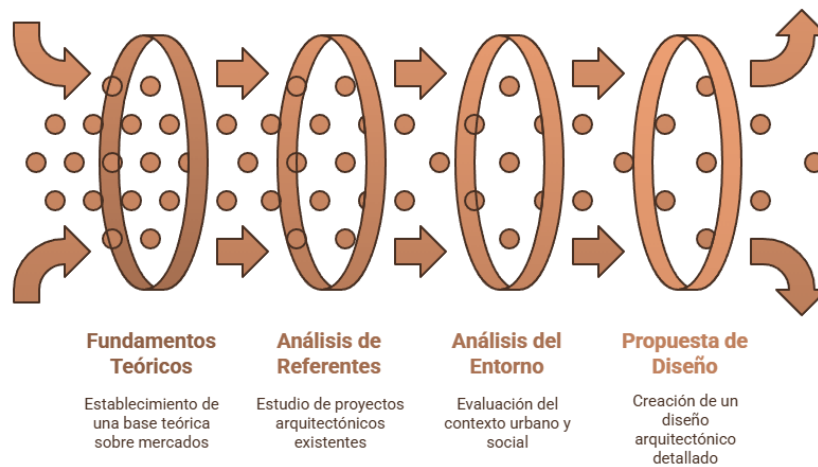 Fundamentos
Teóricos
Establecimiento de
una base teórica
sobre mercados
Análisis de
Referentes
Estudio de proyectos
arquitectónicos
existentes
Análisis del
Entorno
Evaluación del
contexto urbano y
social
Propuesta de
Diseño
Creación de un
diseño
arquitectónico
detallado